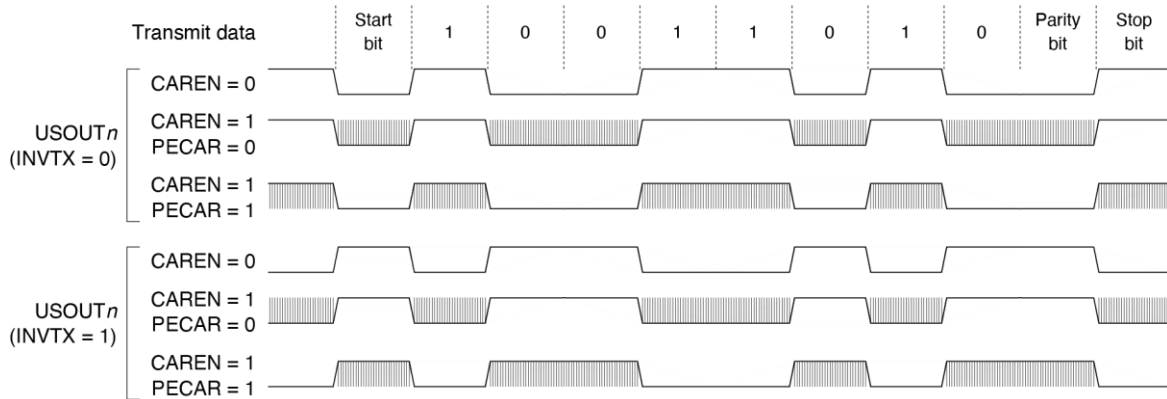 Transmit data Start bit 1 0 0 1 1 0 1 0 Parity bit Stop bit
USOUTn (INVTX = 0)
CAREN = 0
CAREN = 1
PECAR = 0
CAREN = 1
PECAR = 1
USOUTn (INVTX = 1)
CAREN = 0
CAREN = 1
PECAR = 0
CAREN = 1
PECAR = 1